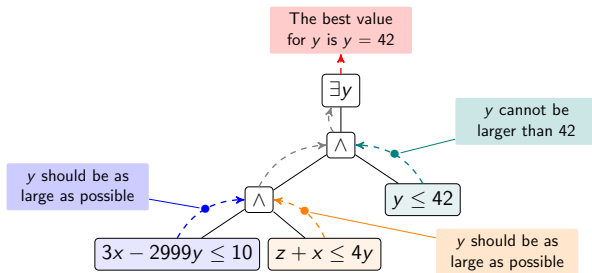 The best value
for y is y = 42
∃y
y cannot be
larger than 42
∧
y should be as
large as possible
∧
y ≤ 42
3x − 2999y ≤ 10
z + x ≤ 4y
y should be as
large as possible